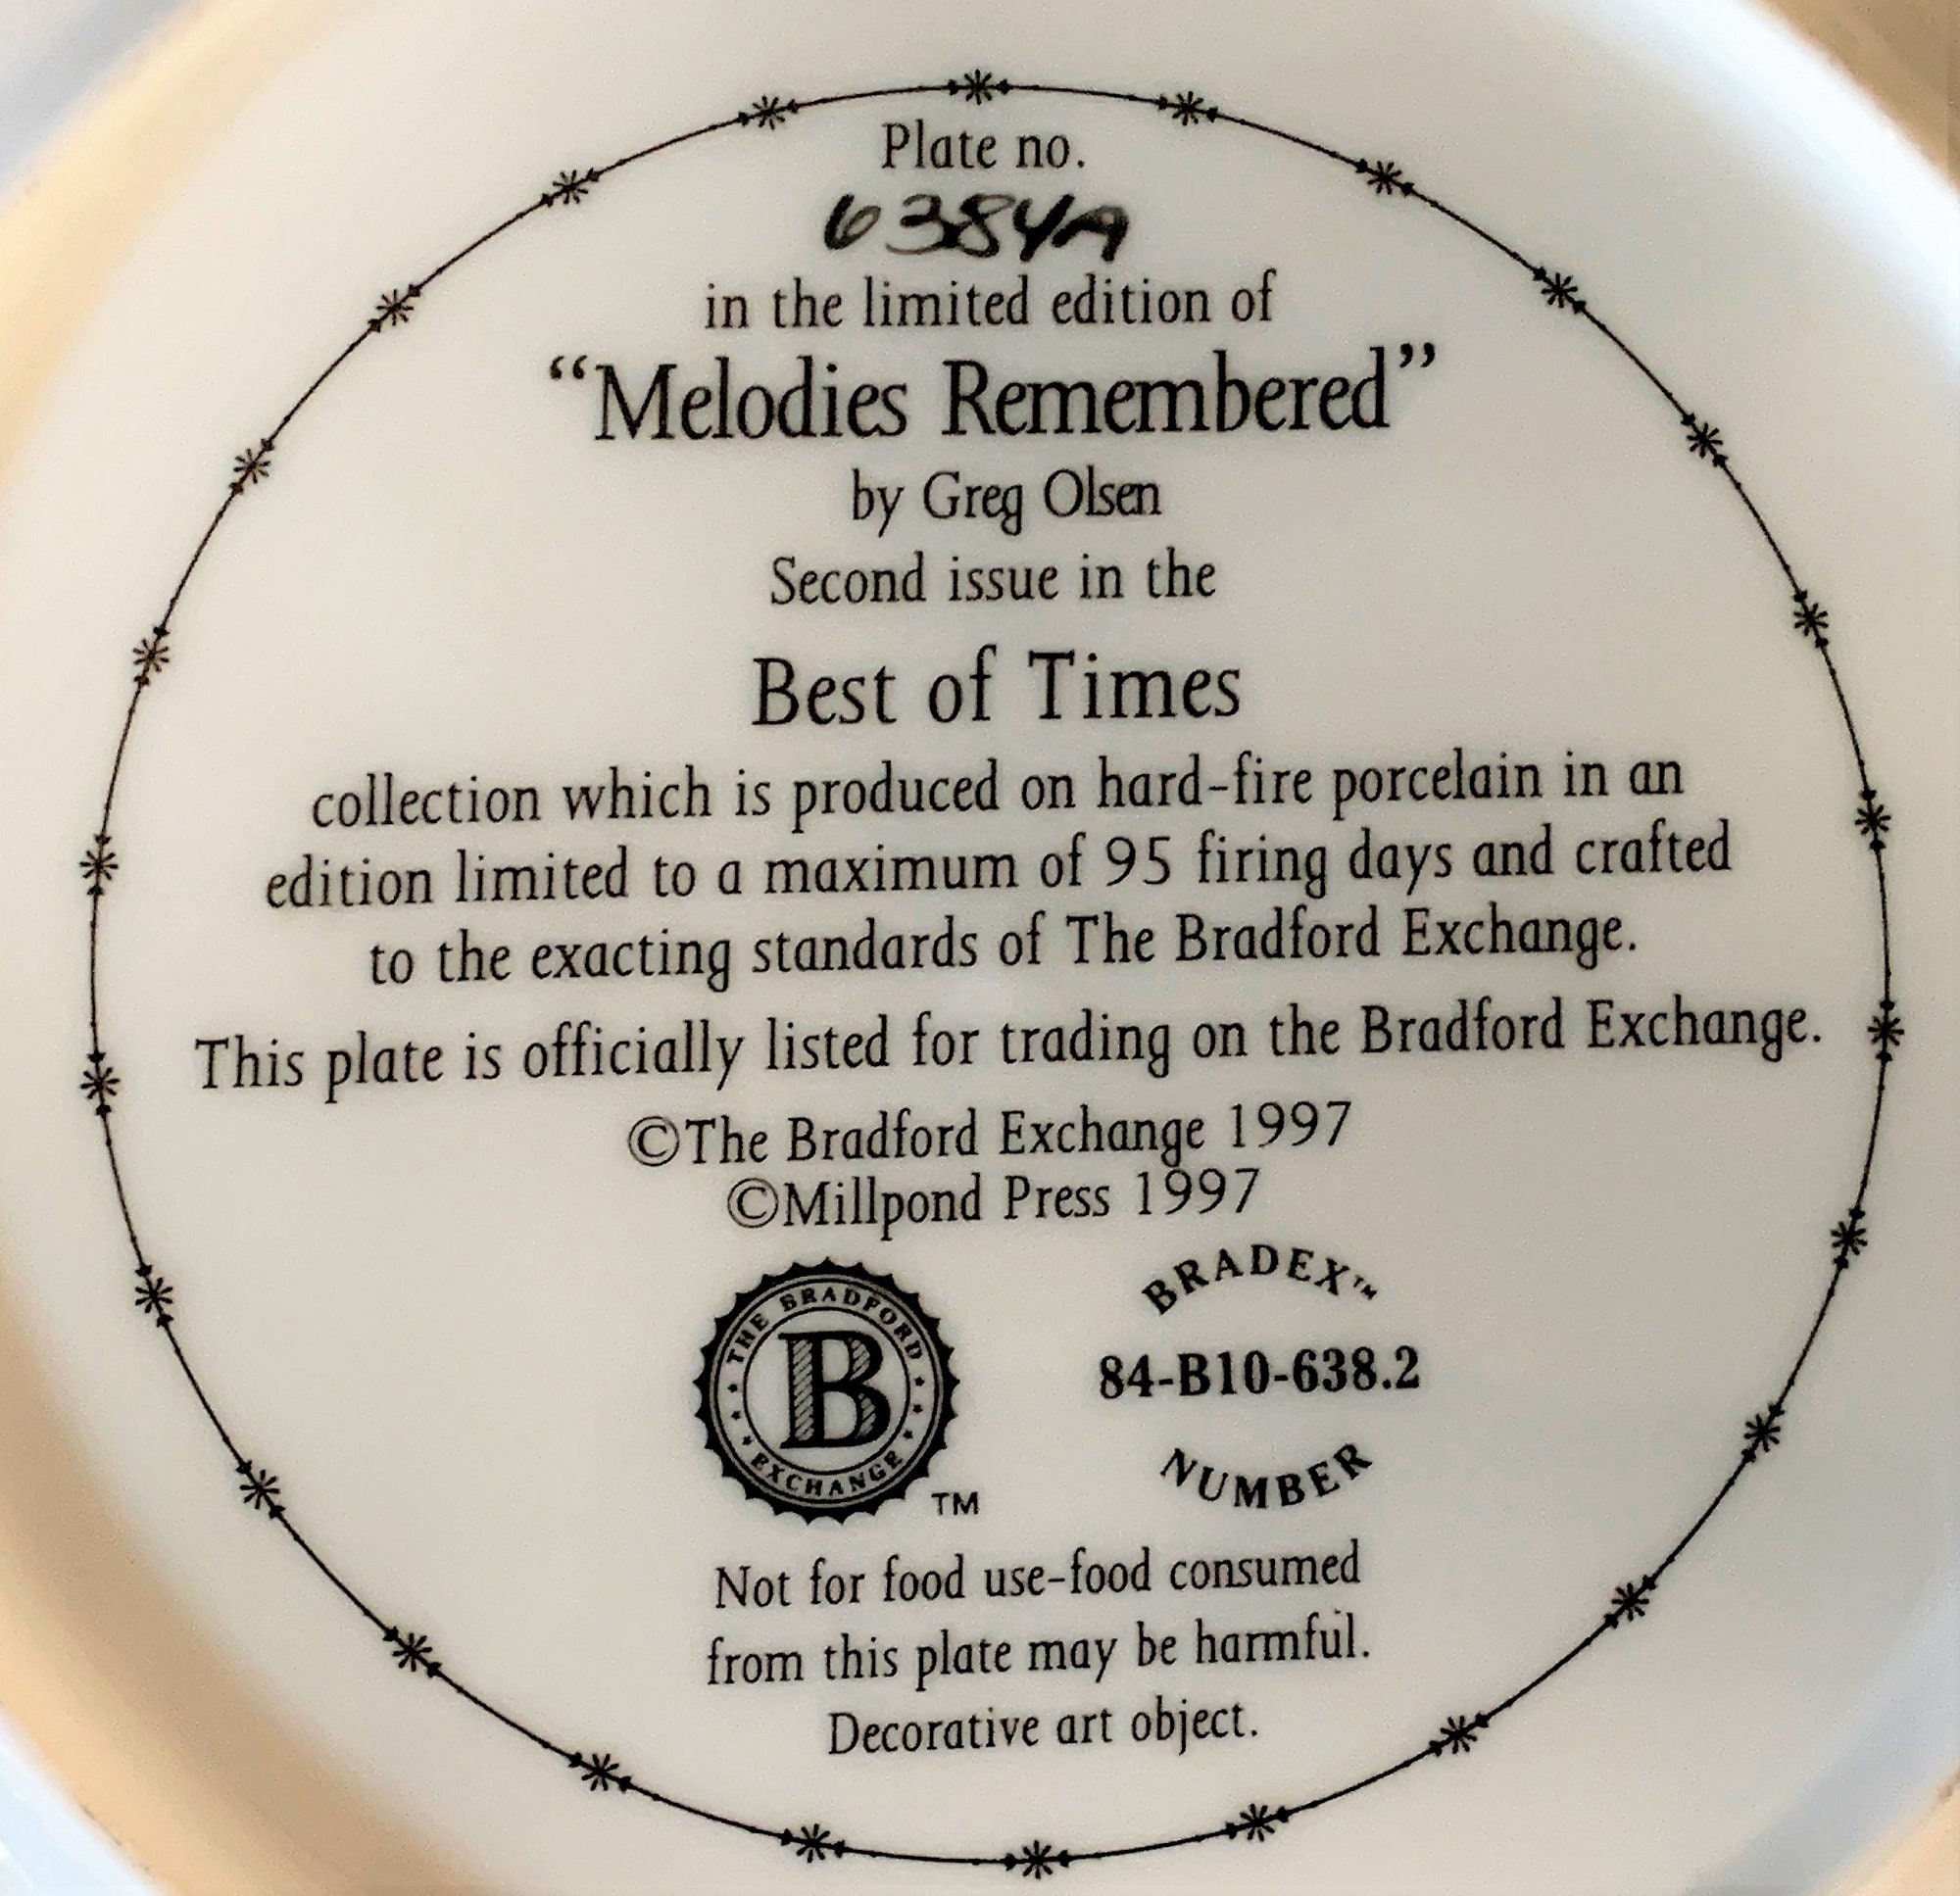 Plate no.
6384A
in the limited edition of
“Melodies Remembered”
by Greg Olsen
Second issue in the
Best of Times
collection which is produced on hard-fire porcelain in an
edition limited to a maximum of 95 firing days and crafted
to the exacting standards of The Bradford Exchange.
This plate is officially listed for trading on the Bradford Exchange.
©The Bradford Exchange 1997
©Millpond Press 1997
THE BRADFORD
B
EXCHANGE
TM
BRADEX™
84-B10-638.2
NUMBER
Not for food use-food consumed
from this plate may be harmful.
Decorative art object.